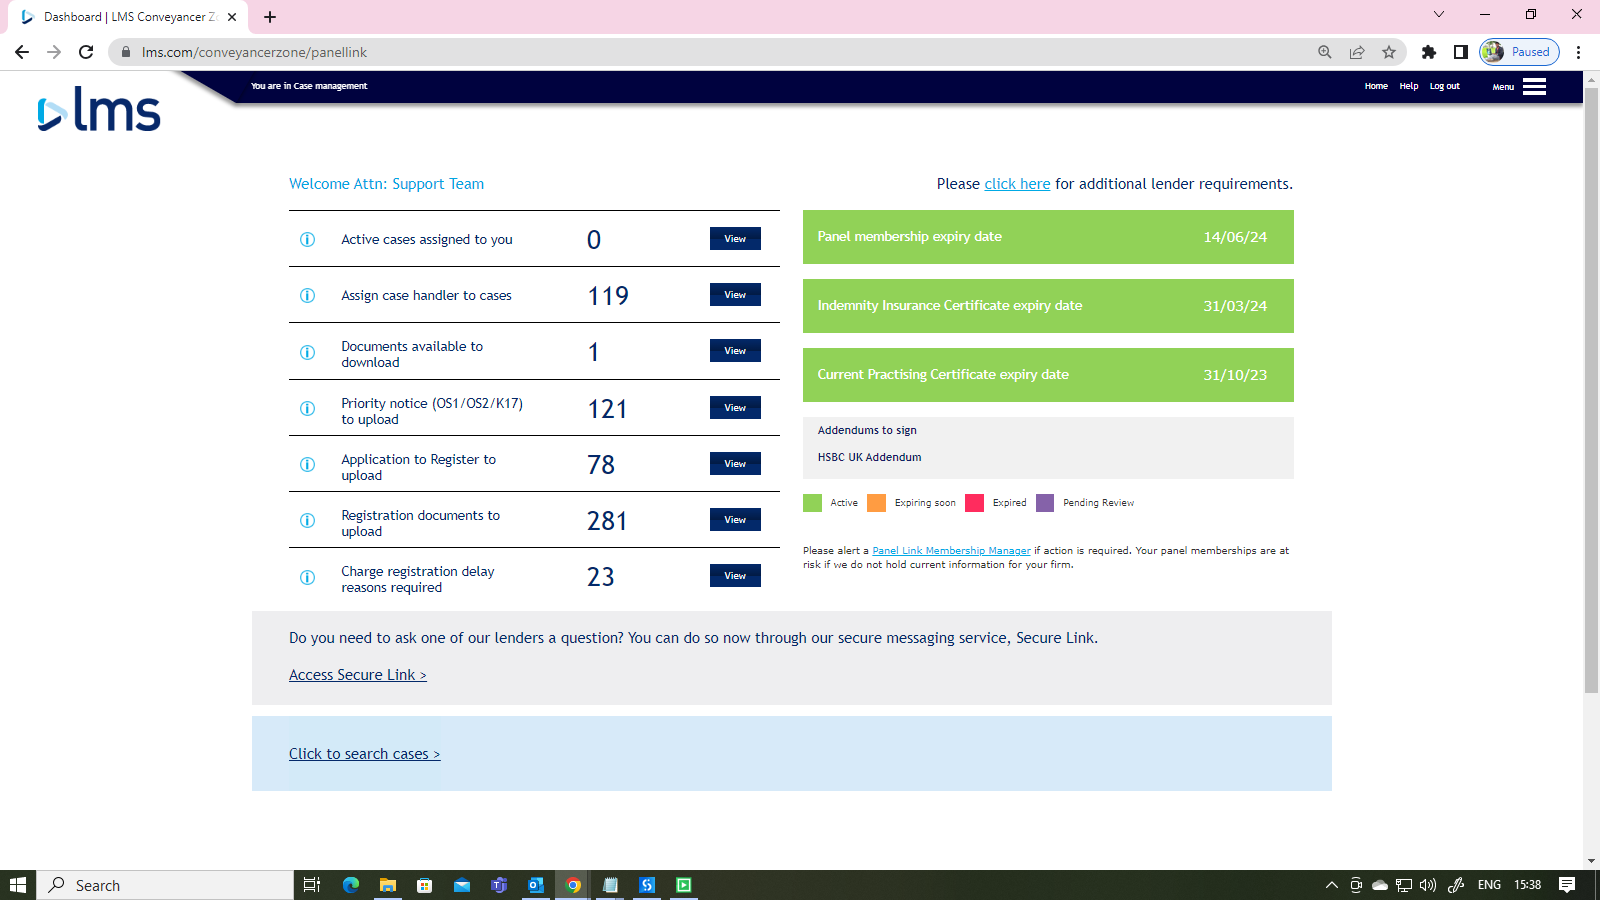 Dashboard | LMS Conveyancer Z
lms.com/conveyancerzone/panellink
Paused
lms
You are in Case management
Home Help Log out Menu
Welcome Attn: Support Team
Please click here for additional lender requirements.
Active cases assigned to you 0 View
Assign case handler to cases 119 View
Documents available to
download
1 View
Priority notice (OS1/OS2/K17)
to upload
121 View
Application to Register to
upload
78 View
Registration documents to
upload
281 View
Charge registration delay
reasons required
23 View
Panel membership expiry date 14/06/24
Indemnity Insurance Certificate expiry date 31/03/24
Current Practising Certificate expiry date 31/10/23
Addendums to sign
HSBC UK Addendum
Active Expiring soon Expired Pending Review
Please alert a Panel Link Membership Manager if action is required. Your panel memberships are at
risk if we do not hold current information for your firm.
Do you need to ask one of our lenders a question? You can do so now through our secure messaging service, Secure Link.
Access Secure Link >
Click to search cases >
Search
ENG 15:38